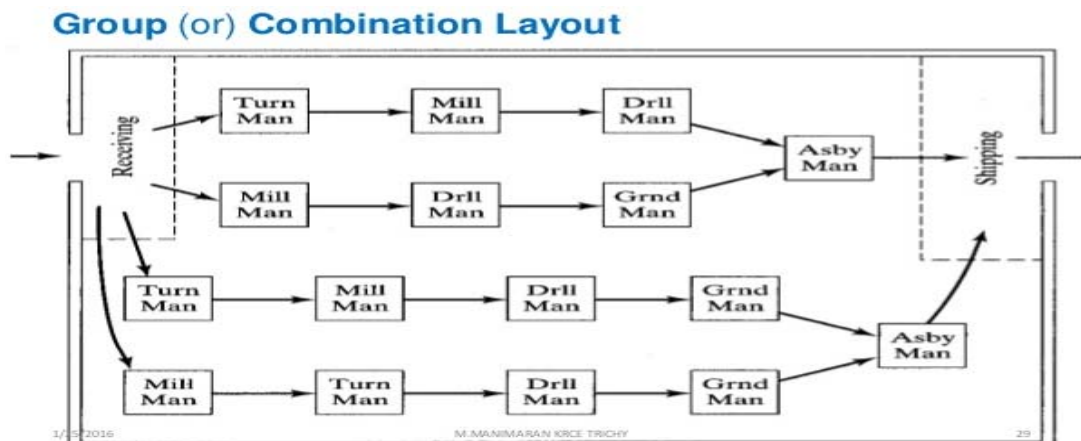 Group (or) Combination Layout
Receiving
Turn
Man
Mill
Man
Drll
Man
Asby
Man
Shipping
Mill
Man
Drll
Man
Grnd
Man
Turn
Man
Mill
Man
Drll
Man
Grnd
Man
Asby
Man
Mill
Man
Turn
Man
Drll
Man
Grnd
Man
M.MANIMARAN KRCE TRICHY
29